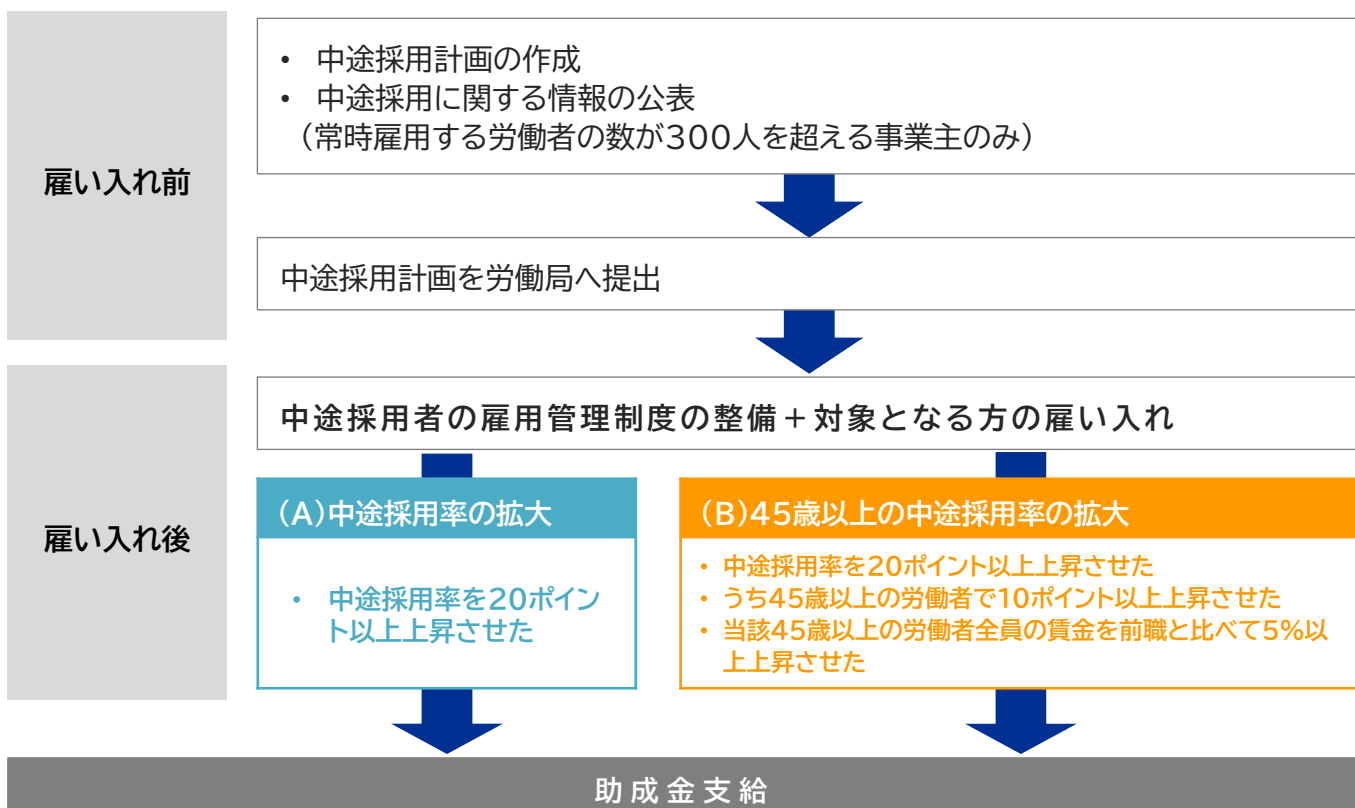 雇い入れ前
• 中途採用計画の作成
• 中途採用に関する情報の公表
（常時雇用する労働者の数が300人を超える事業主のみ）
中途採用計画を労働局へ提出
雇い入れ後
中途採用者の雇用管理制度の整備＋対象となる方の雇い入れ
（A）中途採用率の拡大
• 中途採用率を20ポイン
ト以上上昇させた
（B）45歳以上の中途採用率の拡大
• 中途採用率を20ポイント以上上昇させた
• うち45歳以上の労働者で10ポイント以上上昇させた
• 当該45歳以上の労働者全員の賃金を前職と比べて5%以
上上昇させた
助成金支給